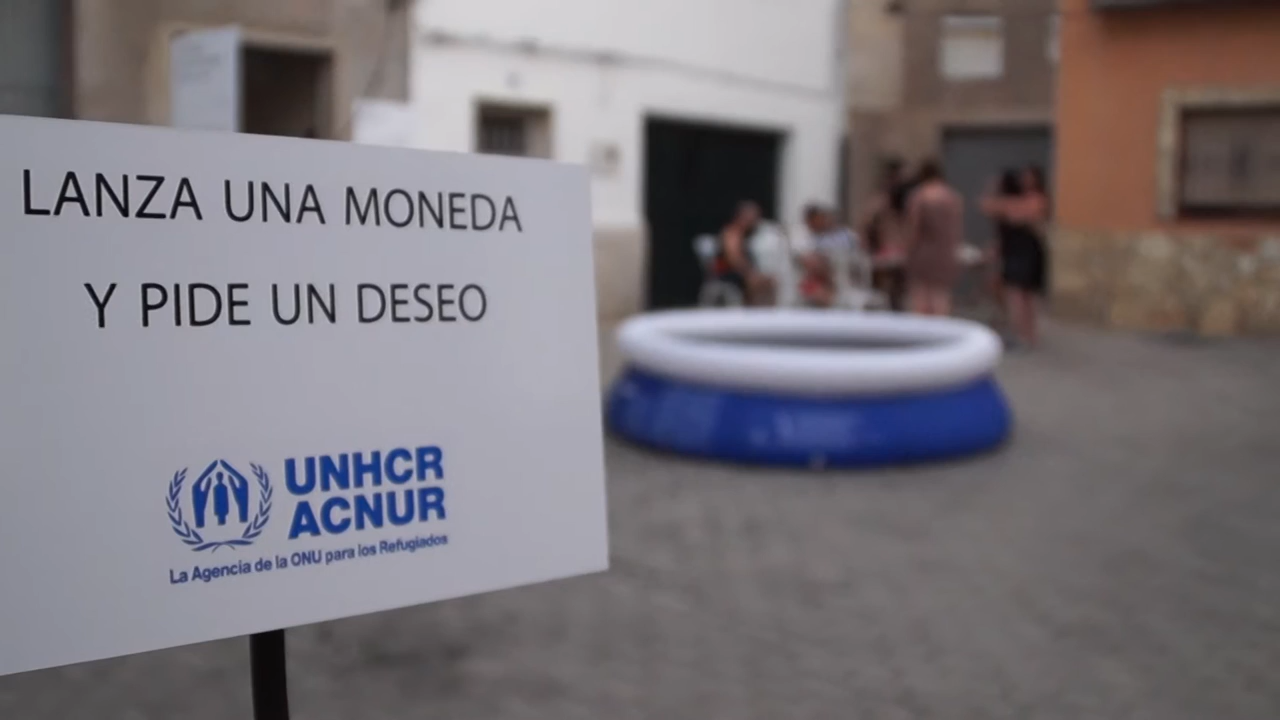 LANZA UNA MONEDA
Y PIDE UN DESEO
UNHCR
ACNUR
La Agencia de la ONU para los Refugiados